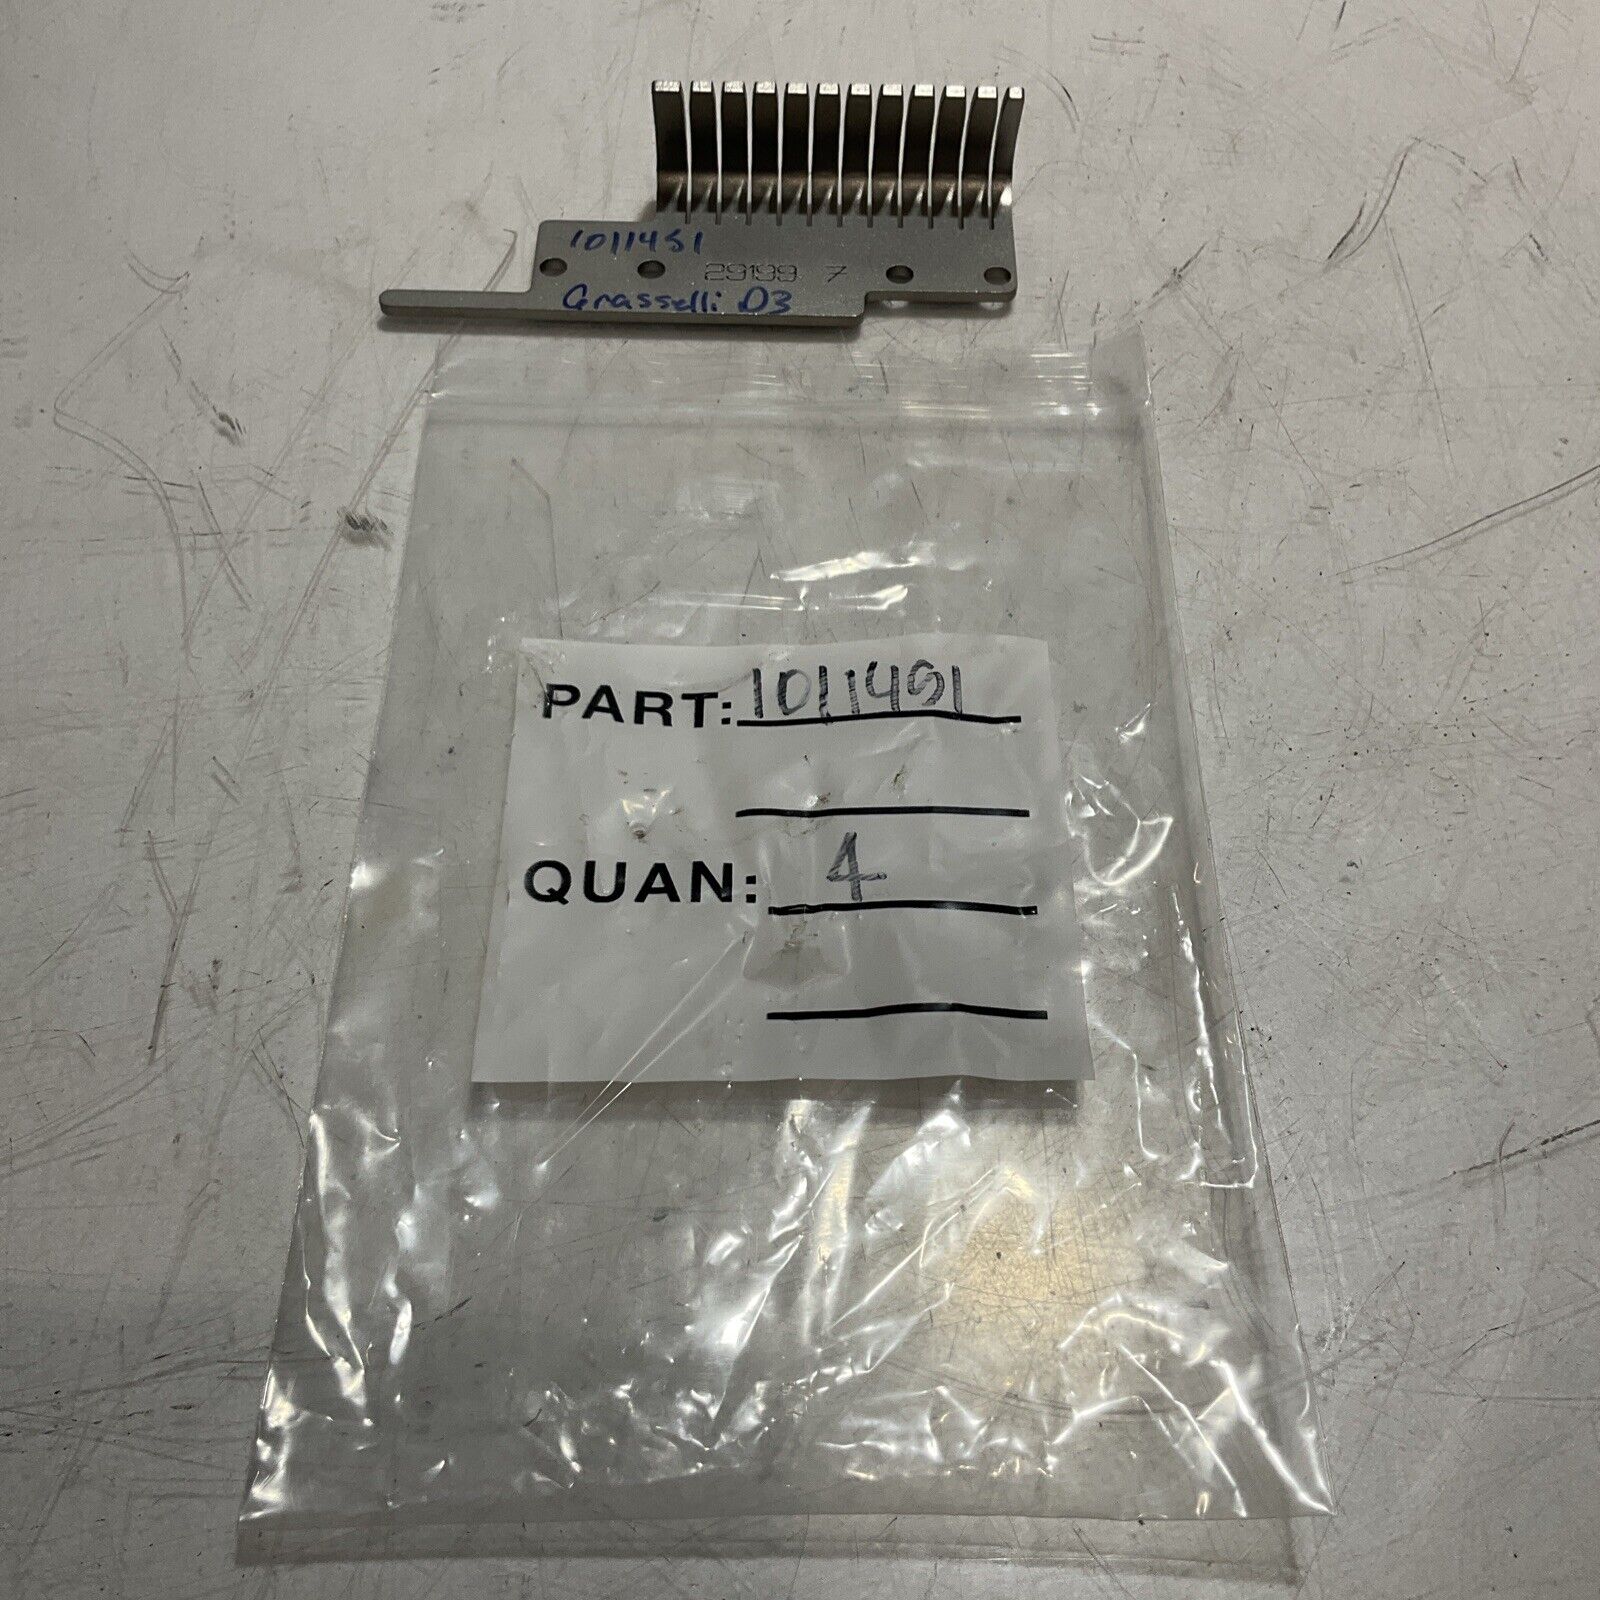 1011451
29199 7
Grasselli D3
PART: 1011451
QUAN: 4